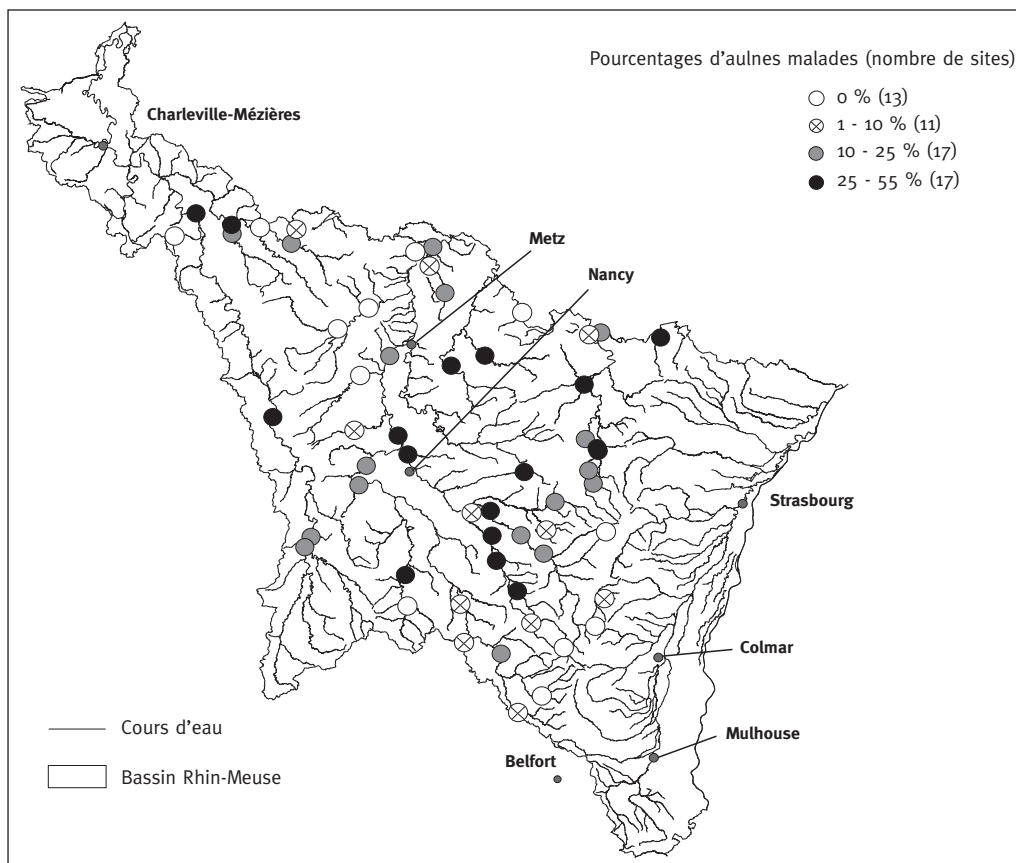 Pourcentages d'aulnes malades (nombre de sites)
0 % (13)
1 - 10 % (11)
10 - 25 % (17)
25 - 55 % (17)
Charleville-Mézières
Metz
Nancy
Strasbourg
Colmar
Mulhouse
Belfort
Cours d'eau
Bassin Rhin-Meuse